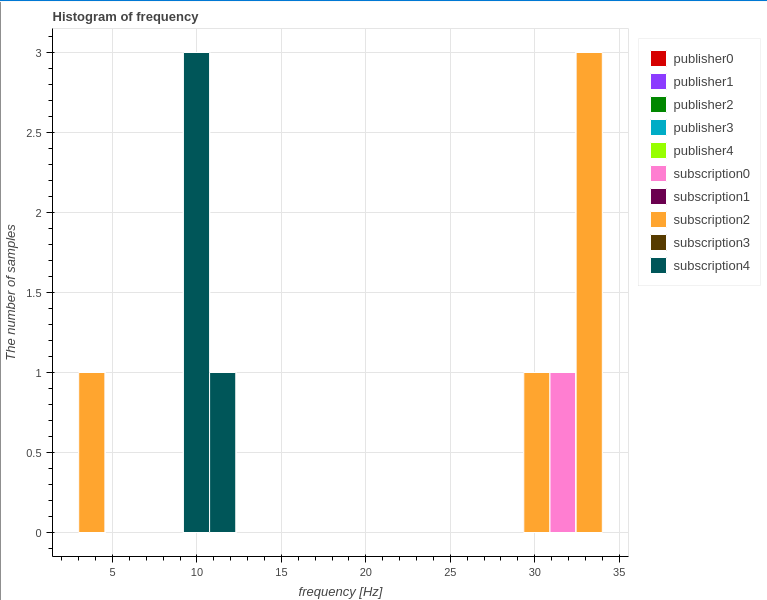 Histogram of frequency
3
2.5
2
1.5
1
0.5
0
The number of samples
5
10
15
20
25
30
35
frequency [Hz]
publisher0
publisher1
publisher2
publisher3
publisher4
subscription0
subscription1
subscription2
subscription3
subscription4